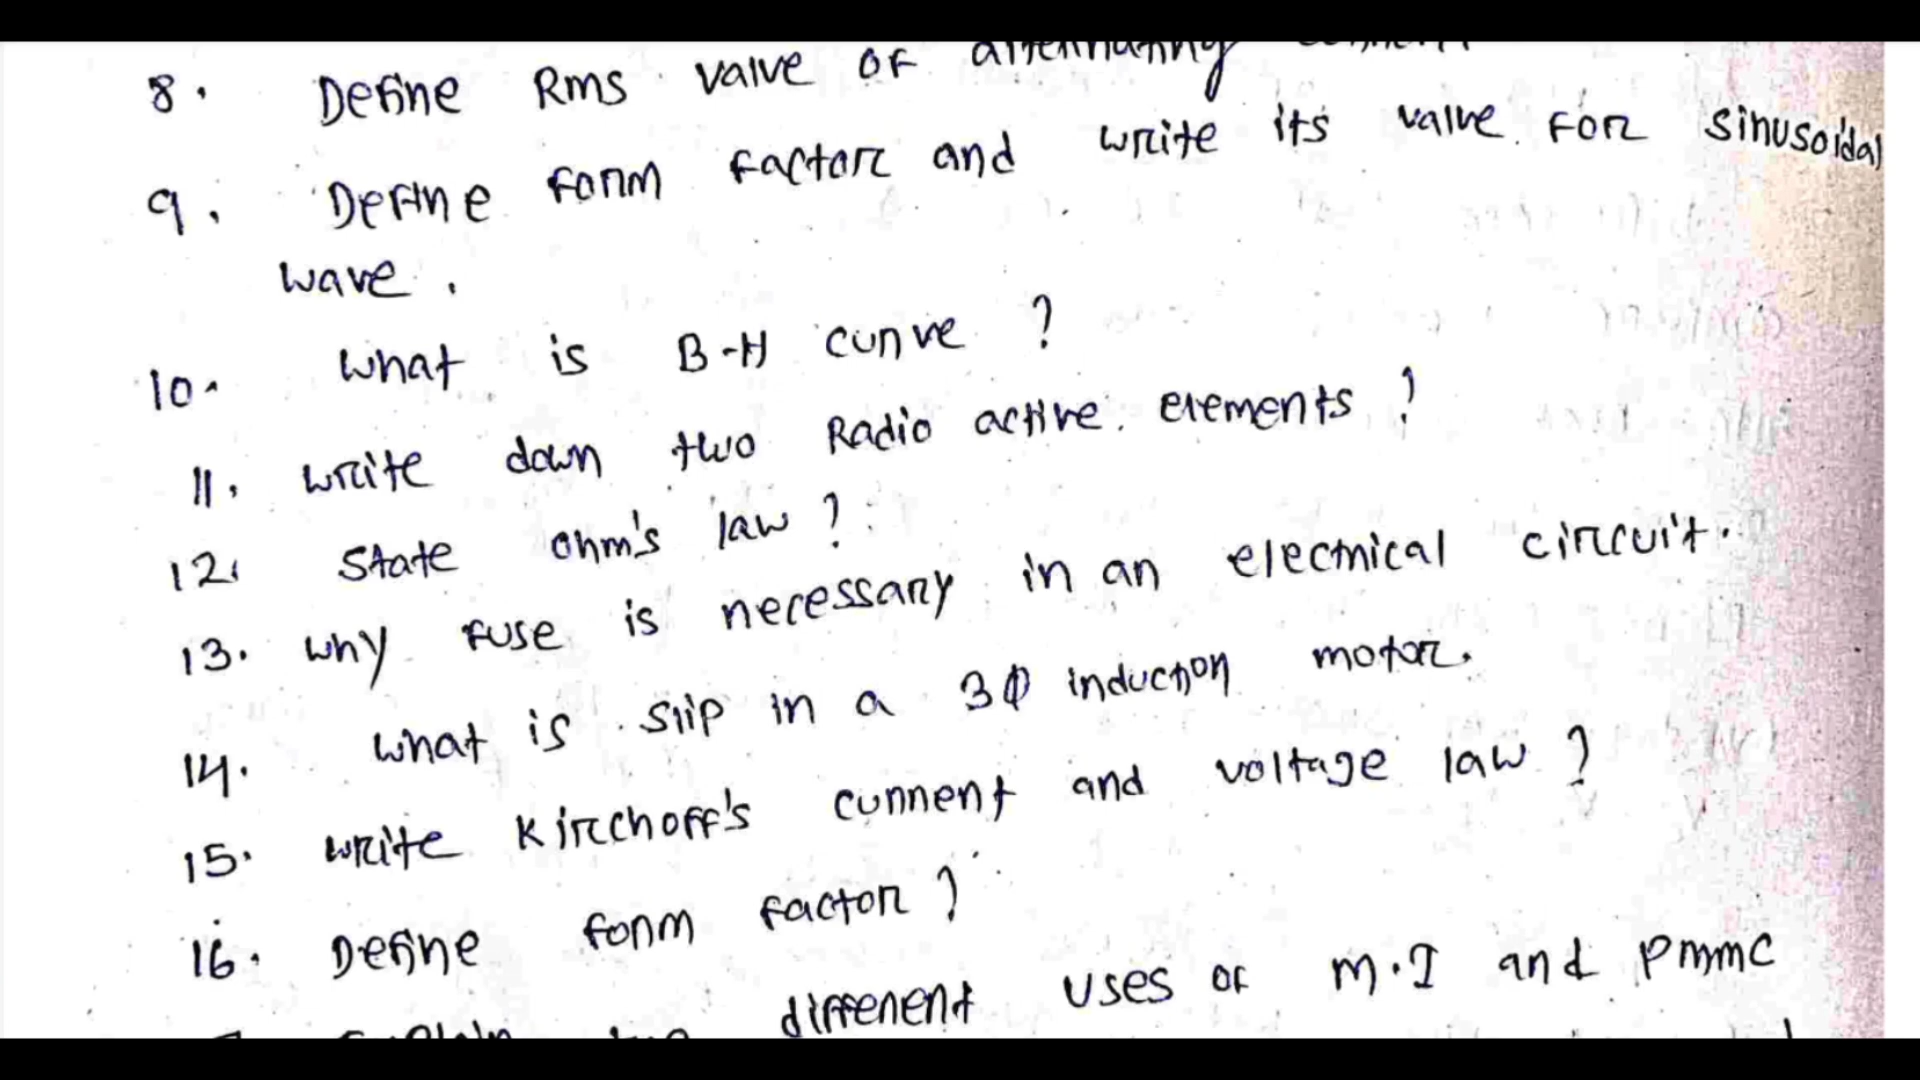 8. Define Rms value of alternating current
9. Define form factor and write its value for sinusoidal
wave.
10. What is B-H curve ?
11. write down two Radio active elements ?
12. State ohm's law ?
13. why fuse is necessary in an electrical circuit.
14. what is slip in a 3Φ induction motor.
15. write Kirchoff's current and voltage law ?
16. Define form factor ?
different uses of M.I and PMMC